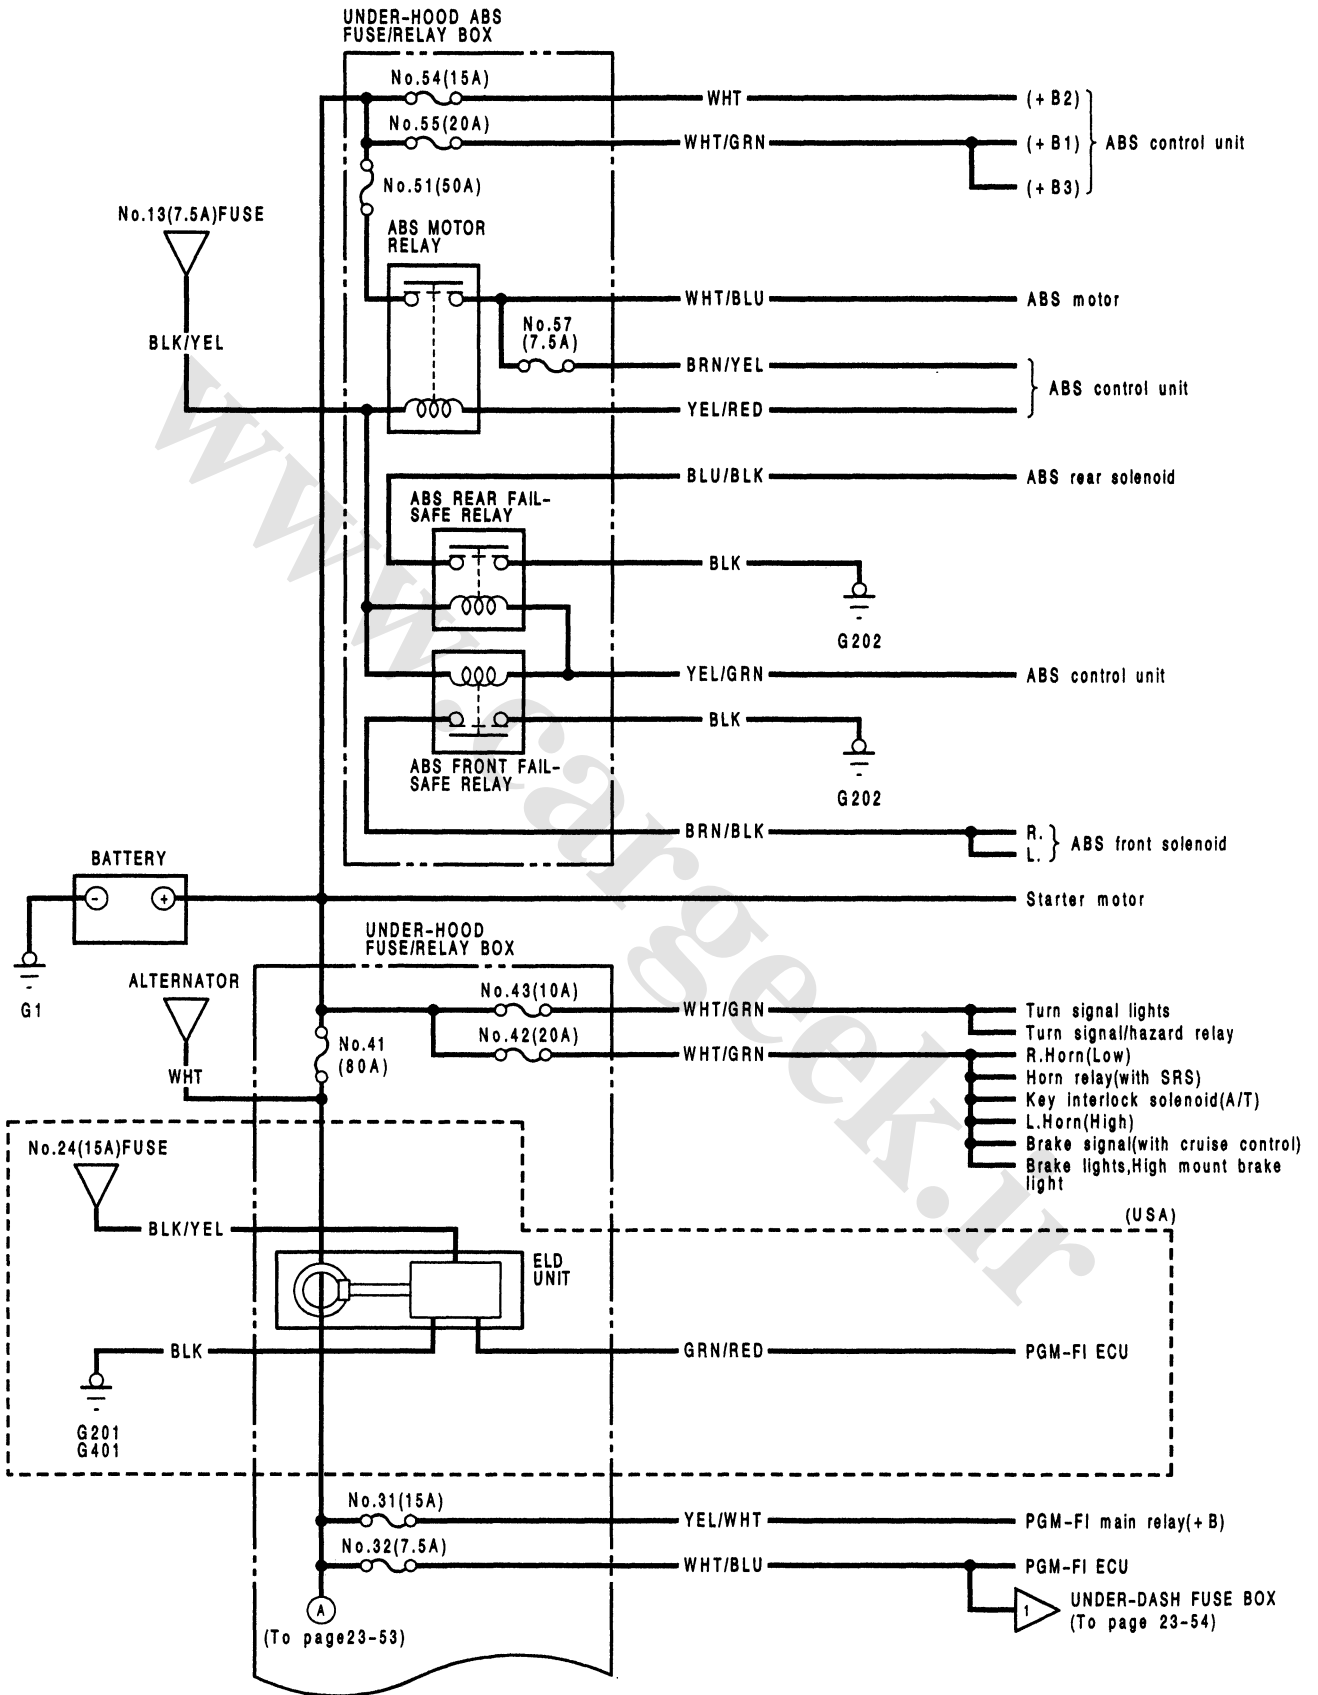 UNDER-HOOD ABS
FUSE/RELAY BOX
No.54(15A)
WHT
(+B2)
No.55(20A)
WHT/GRN
(+B1)
ABS control unit
(+B3)
No.51(50A)
No.13(7.5A)FUSE
ABS MOTOR
RELAY
WHT/BLU
ABS motor
No.57
(7.5A)
BLK/YEL
BRN/YEL
ABS control unit
YEL/RED
BLU/BLK
ABS rear solenoid
ABS REAR FAIL-
SAFE RELAY
BLK
G202
YEL/GRN
ABS control unit
BLK
ABS FRONT FAIL-
SAFE RELAY
G202
BRN/BLK
R.
L.
ABS front solenoid
BATTERY
-
+
Starter motor
G1
UNDER-HOOD
FUSE/RELAY BOX
ALTERNATOR
WHT
No.43(10A)
WHT/GRN
Turn signal lights
Turn signal/hazard relay
No.42(20A)
WHT/GRN
R.Horn(Low)
Horn relay(with SRS)
Key interlock solenoid(A/T)
L.Horn(High)
Brake signal(with cruise control)
Brake lights,High mount brake
light
No.41
(80A)
No.24(15A)FUSE
(USA)
BLK/YEL
ELD
UNIT
BLK
GRN/RED
PGM-FI ECU
G201
G401
No.31(15A)
YEL/WHT
PGM-FI main relay(+B)
No.32(7.5A)
WHT/BLU
PGM-FI ECU
A
(To page23-53)
1
UNDER-DASH FUSE BOX
(To page 23-54)
www.cargeek.ir